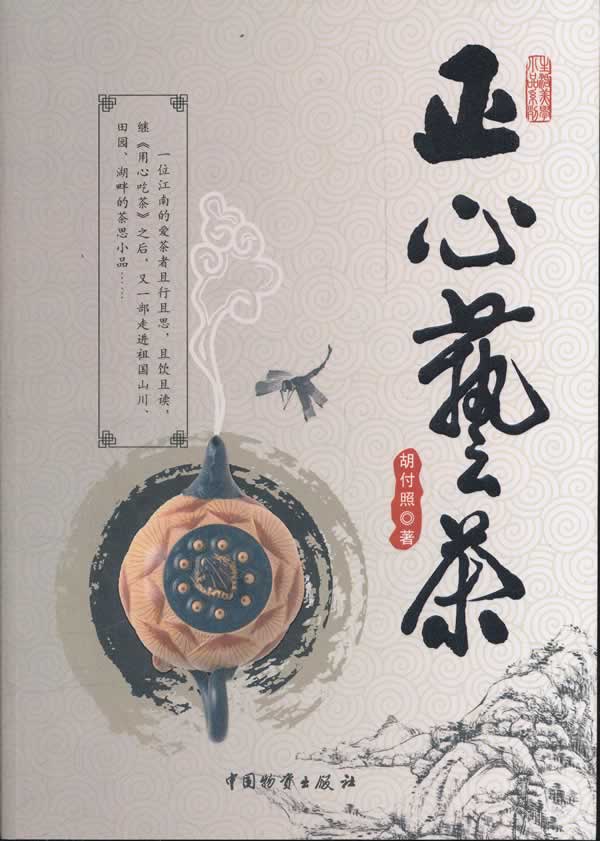 正心藝茶
胡付照◎著
一位江南的爱茶者且行且思，且饮且读，
继《用心吃茶》之后，又一部走进祖国山川、
田园、湖畔的茶思小品……
中国物资出版社